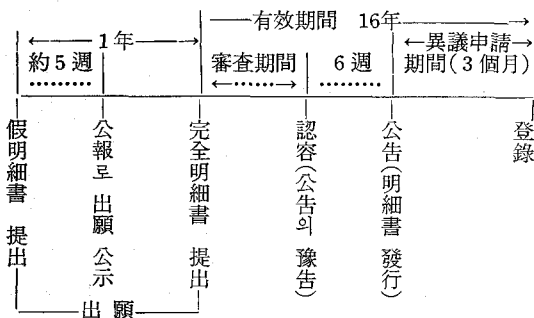 有效期間 16年
1年
異議申請
約5週
審査期間
6週
期間(3個月)
假明細書 提出
公報로 出願公示
完全明細書 提出
認容(公告의 豫告)
公告(明細書 發行)
登錄
出願